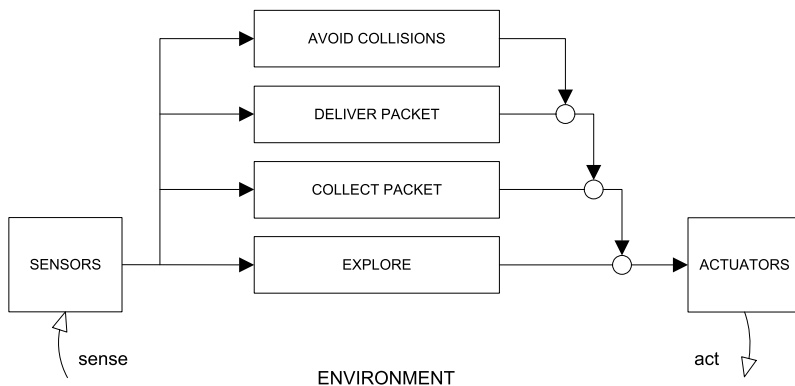 AVOID COLLISIONS
DELIVER PACKET
COLLECT PACKET
SENSORS
EXPLORE
ACTUATORS
sense
act
ENVIRONMENT